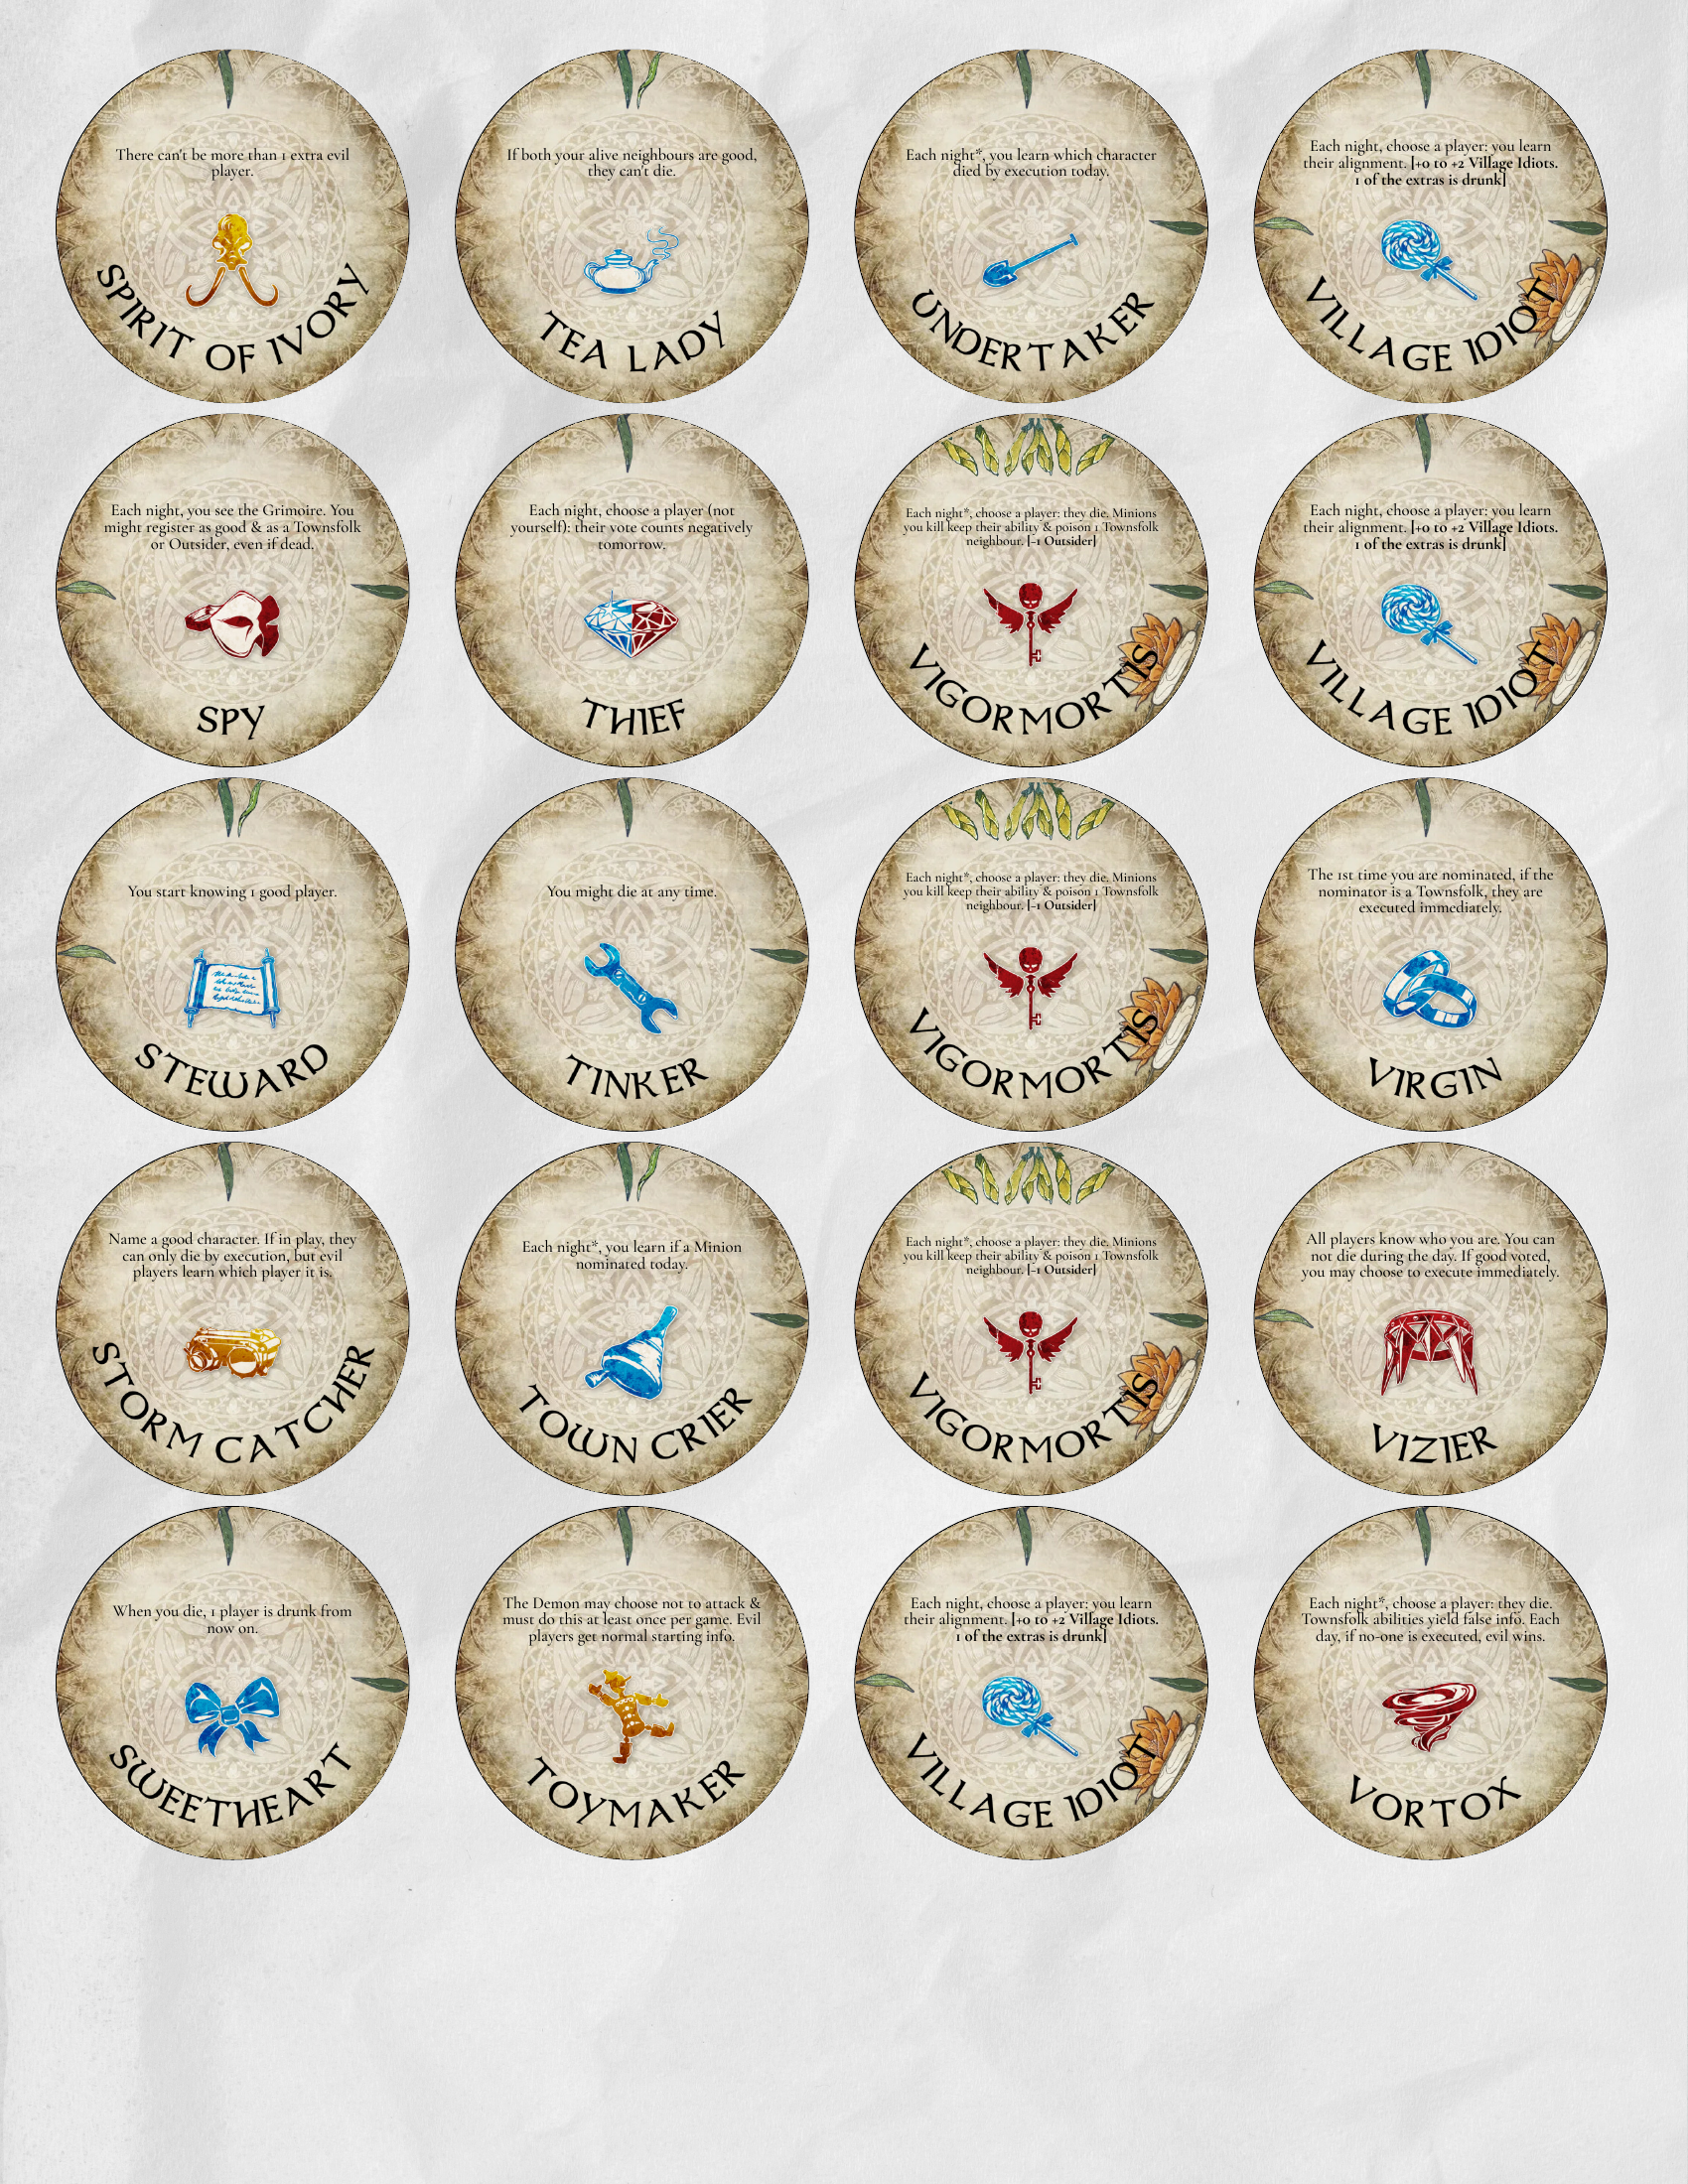 There can't be more than 1 extra evil
player.
SPIRIT OF IVORY
If both your alive neighbours are good,
they can't die.
TEA LADY
Each night*, you learn which character
died by execution today.
UNDERTAKER
Each night, choose a player: you learn
their alignment. [+0 to +2 Village Idiots.
1 of the extras is drunk]
VILLAGE IDIOT
Each night, you see the Grimoire. You
might register as good & as a Townsfolk
or Outsider, even if dead.
SPY
Each night, choose a player (not
yourself): their vote counts negatively
tomorrow.
THIEF
Each night*, choose a player: they die. Minions
you kill keep their ability & poison 1 Townsfolk
neighbour. [-1 Outsider]
VIGORMORTIS
Each night, choose a player: you learn
their alignment. [+0 to +2 Village Idiots.
1 of the extras is drunk]
VILLAGE IDIOT
You start knowing 1 good player.
STEWARD
You might die at any time.
TINKER
Each night*, choose a player: they die. Minions
you kill keep their ability & poison 1 Townsfolk
neighbour. [-1 Outsider]
VIGORMORTIS
The 1st time you are nominated, if the
nominator is a Townsfolk, they are
executed immediately.
VIRGIN
Name a good character. If in play, they
can only die by execution, but evil
players learn which player it is.
STORM CATCHER
Each night*, you learn if a Minion
nominated today.
TOWN CRIER
Each night*, choose a player: they die. Minions
you kill keep their ability & poison 1 Townsfolk
neighbour. [-1 Outsider]
VIGORMORTIS
All players know who you are. You can
not die during the day. If good voted,
you may choose to execute immediately.
VIZIER
When you die, 1 player is drunk from
now on.
SWEETHEART
The Demon may choose not to attack &
must do this at least once per game. Evil
players get normal starting info.
TOYMAKER
Each night, choose a player: you learn
their alignment. [+0 to +2 Village Idiots.
1 of the extras is drunk]
VILLAGE IDIOT
Each night*, choose a player: they die.
Townsfolk abilities yield false info. Each
day, if no-one is executed, evil wins.
VORTOX